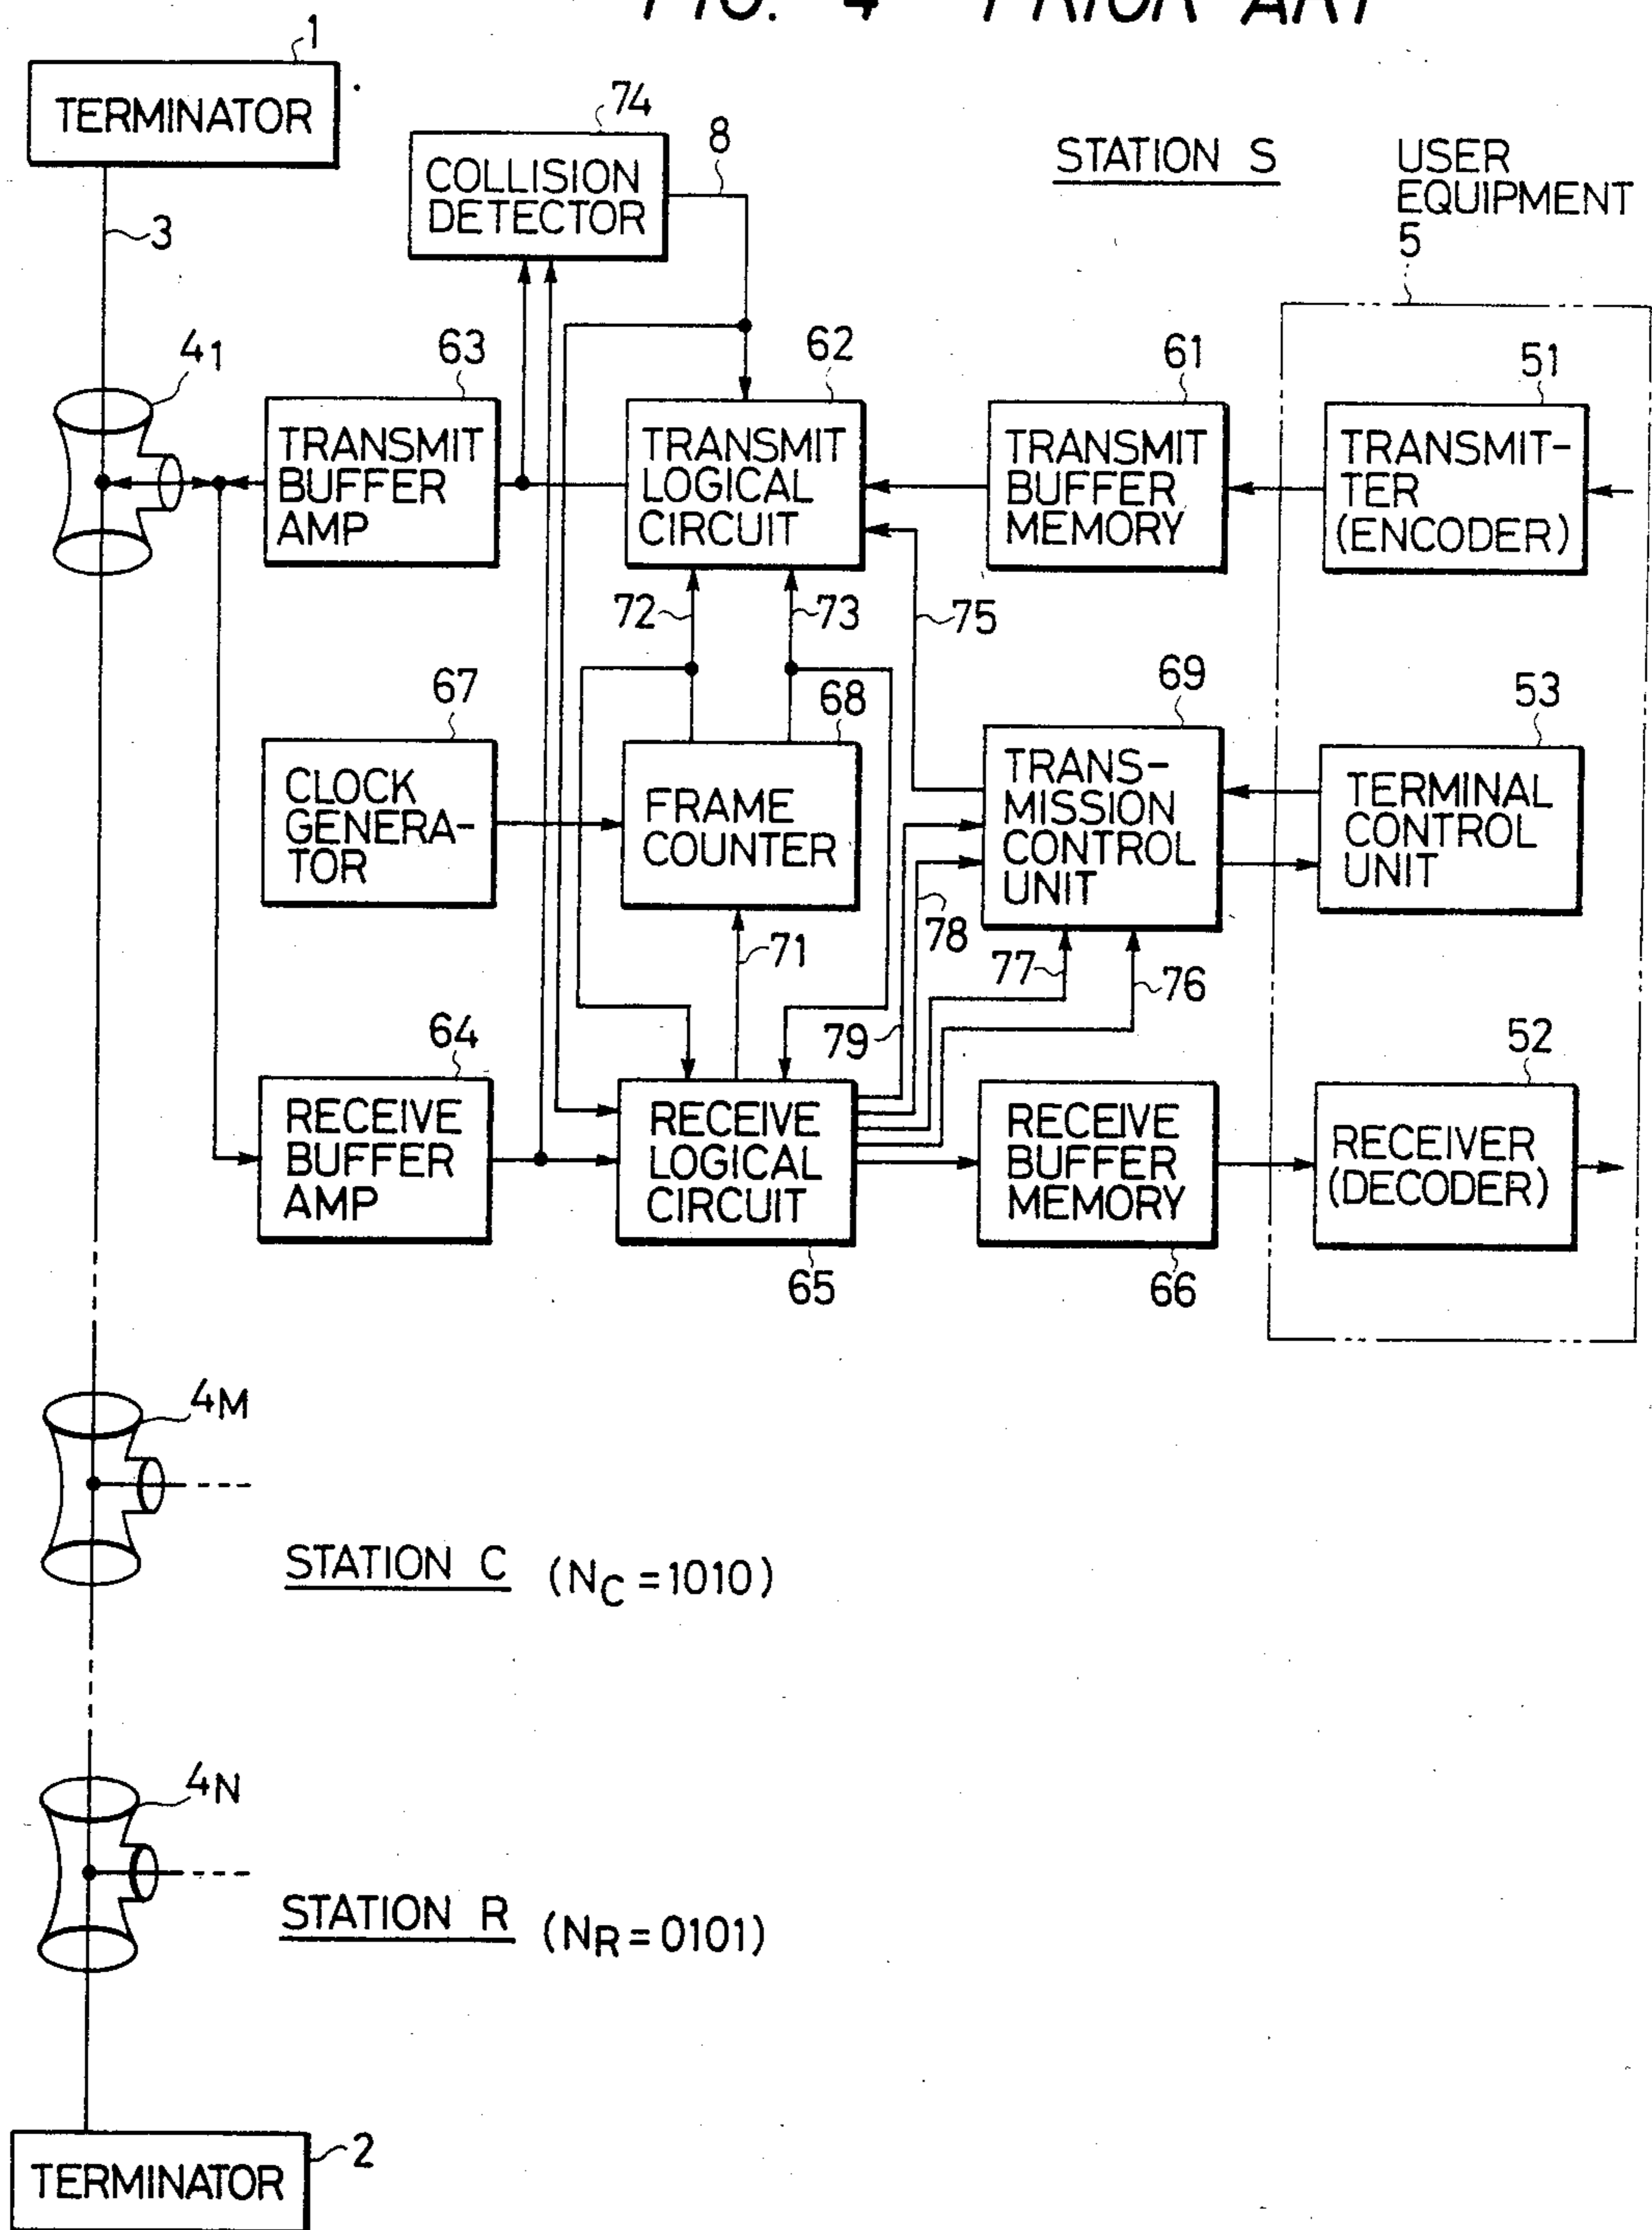 FIG. 4 PRIOR ART
1
TERMINATOR
74
COLLISION
DETECTOR
8
STATION S
USER
EQUIPMENT
5
3
41
63
TRANSMIT
BUFFER
AMP
62
TRANSMIT
LOGICAL
CIRCUIT
61
TRANSMIT
BUFFER
MEMORY
51
TRANSMIT-
TER
(ENCODER)
72
73
75
67
CLOCK
GENERA-
TOR
68
FRAME
COUNTER
69
TRANS-
MISSION
CONTROL
UNIT
53
TERMINAL
CONTROL
UNIT
71
78
77
76
79
64
RECEIVE
BUFFER
AMP
RECEIVE
LOGICAL
CIRCUIT
65
RECEIVE
BUFFER
MEMORY
66
52
RECEIVER
(DECODER)
4M
STATION C (NC=1010)
4N
STATION R (NR=0101)
2
TERMINATOR